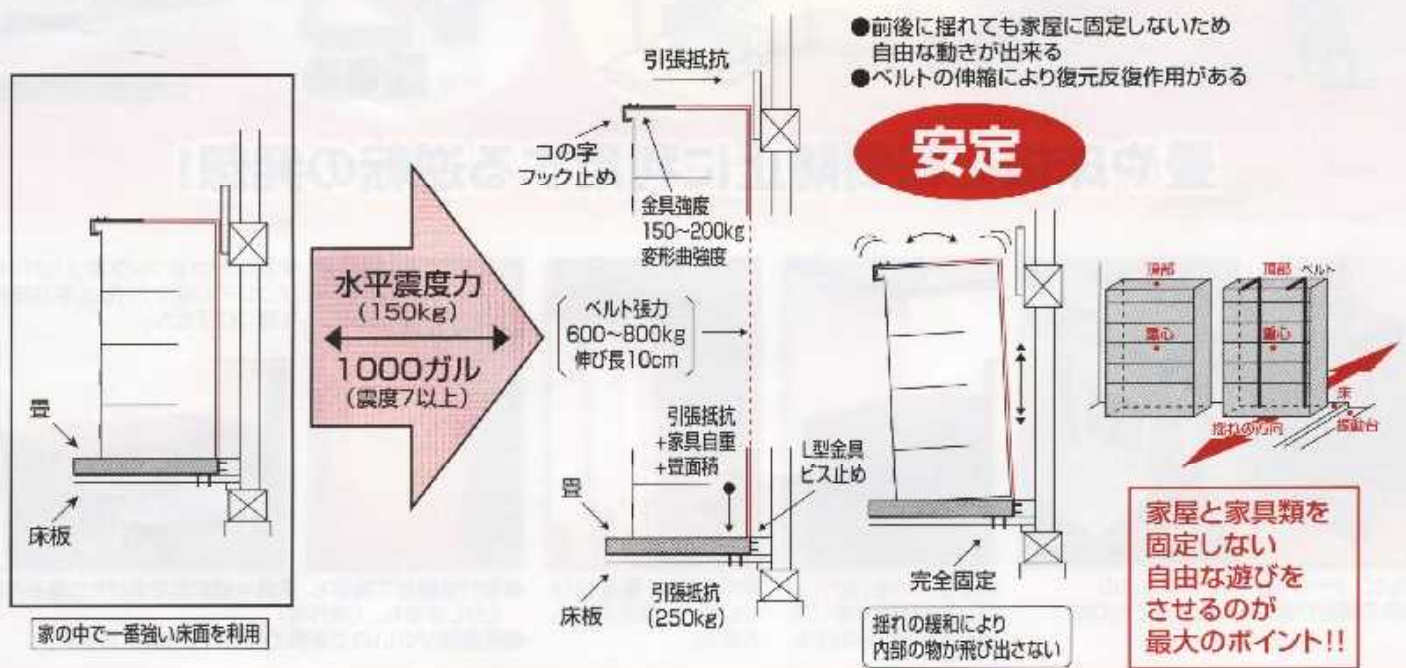 ●前後に揺れても家屋に固定しないため
自由な動きが出来る
●ベルトの伸縮により復元反復作用がある
安定
畳
床板
家の中で一番強い床面を利用
水平震度力
(150kg)
1000ガル
(震度7以上)
引張抵抗
コの字
フック止め
金具強度
150~200kg
変形曲強度
ベルト張力
600~800kg
伸び長10cm
引張抵抗
+家具自重
+畳面積
L型金具
ビス止め
畳
床板
引張抵抗
(250kg)
完全固定
揺れの緩和により
内部の物が飛び出さない
頂部
頂部
ベルト
重心
重心
揺れの方向
床
振動台
家屋と家具類を
固定しない
自由な遊びを
させるのが
最大のポイント!!